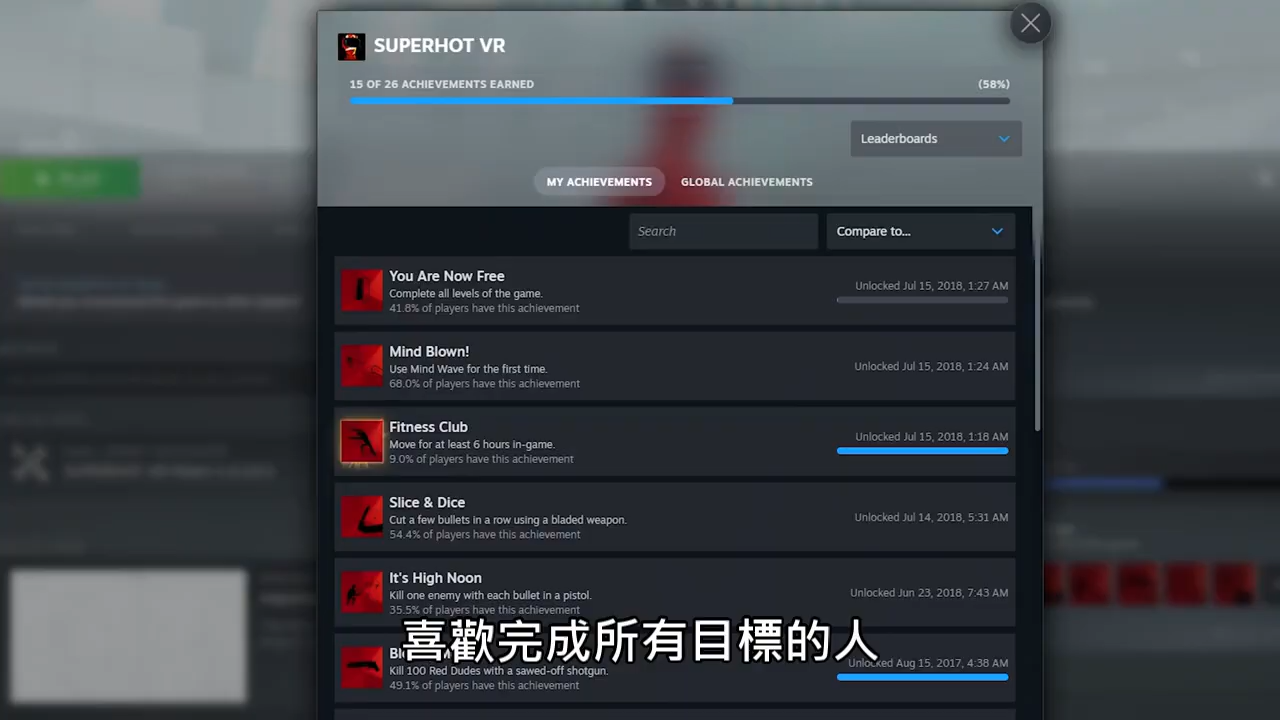 SUPERHOT VR
15 OF 26 ACHIEVEMENTS EARNED
(58%)
Leaderboards
MY ACHIEVEMENTS
GLOBAL ACHIEVEMENTS
Search
Compare to...
You Are Now Free
Complete all levels of the game.
41.8% of players have this achievement
Unlocked Jul 15, 2018, 1:27 AM
Mind Blown!
Use Mind Wave for the first time.
68.0% of players have this achievement
Unlocked Jul 15, 2018, 1:24 AM
Fitness Club
Move for at least 6 hours in-game.
9.0% of players have this achievement
Unlocked Jul 15, 2018, 1:18 AM
Slice & Dice
Cut a few bullets in a row using a bladed weapon.
54.4% of players have this achievement
Unlocked Jul 14, 2018, 5:31 AM
It's High Noon
Kill one enemy with each bullet in a pistol.
35.5% of players have this achievement
Unlocked Jun 23, 2018, 7:43 AM
喜歡完成所有目標的人
Kill 100 Red Dudes with a sawed-off shotgun.
49.1% of players have this achievement
Unlocked Aug 15, 2017, 4:38 AM